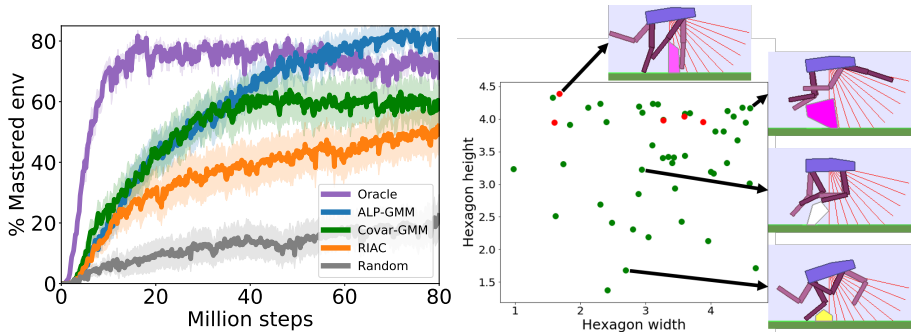 % Mastered env
80
60
40
20
0
0 20 40 60 80
Million steps
Oracle
ALP-GMM
Covar-GMM
RIAC
Random
Hexagon height
4.5
4.0
3.5
3.0
2.5
2.0
1.5
1 2 3 4
Hexagon width